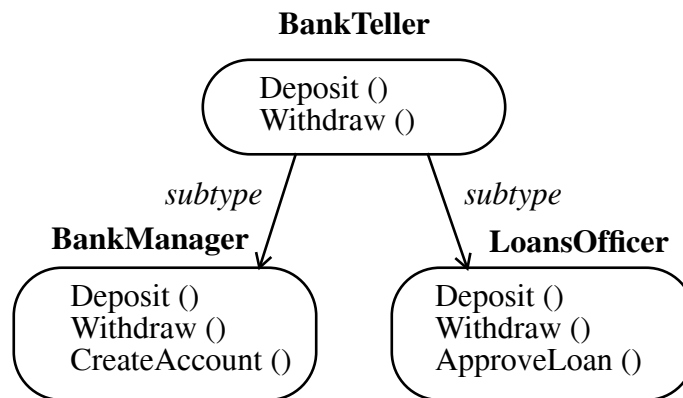 BankTeller
Deposit ()
Withdraw ()
subtype
subtype
BankManager
LoansOfficer
Deposit ()
Withdraw ()
CreateAccount ()
Deposit ()
Withdraw ()
ApproveLoan ()